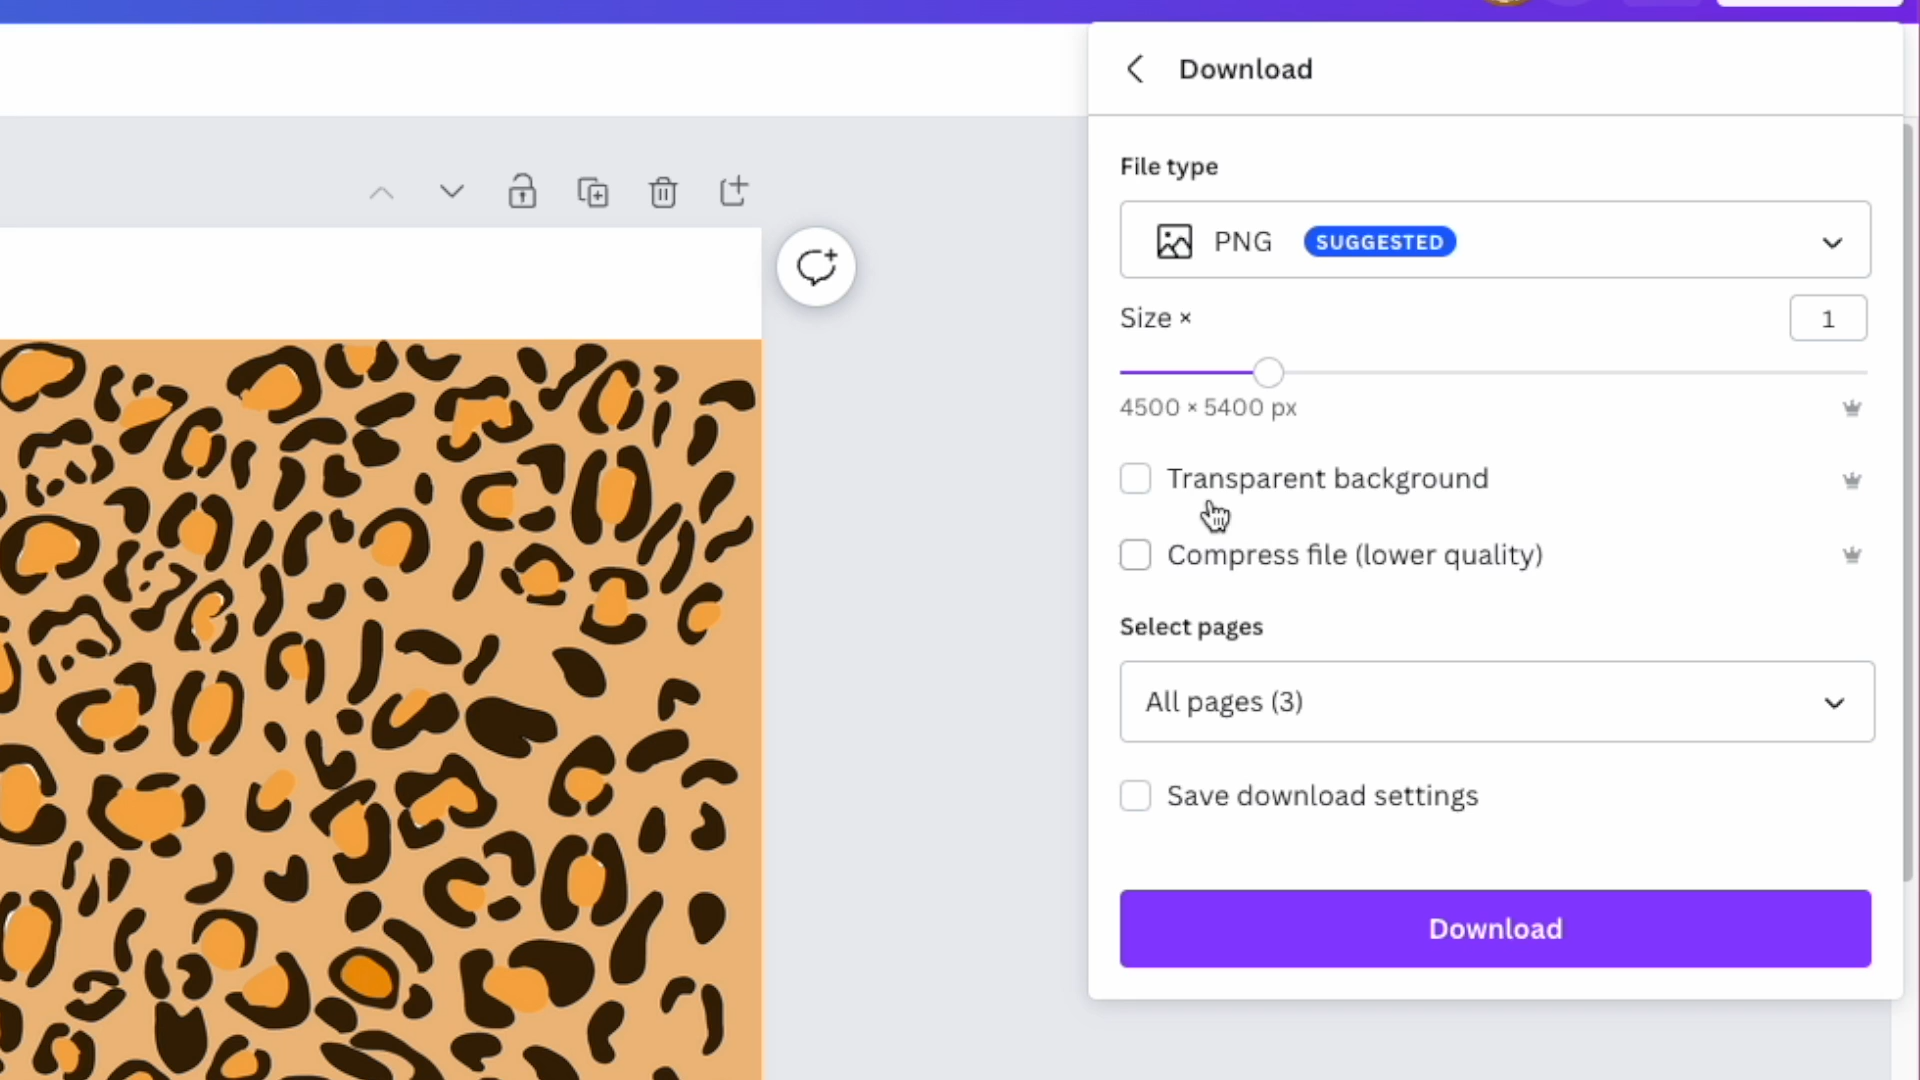 Download
File type
PNG SUGGESTED
Size × 1
4500 × 5400 px
Transparent background
Compress file (lower quality)
Select pages
All pages (3)
Save download settings
Download